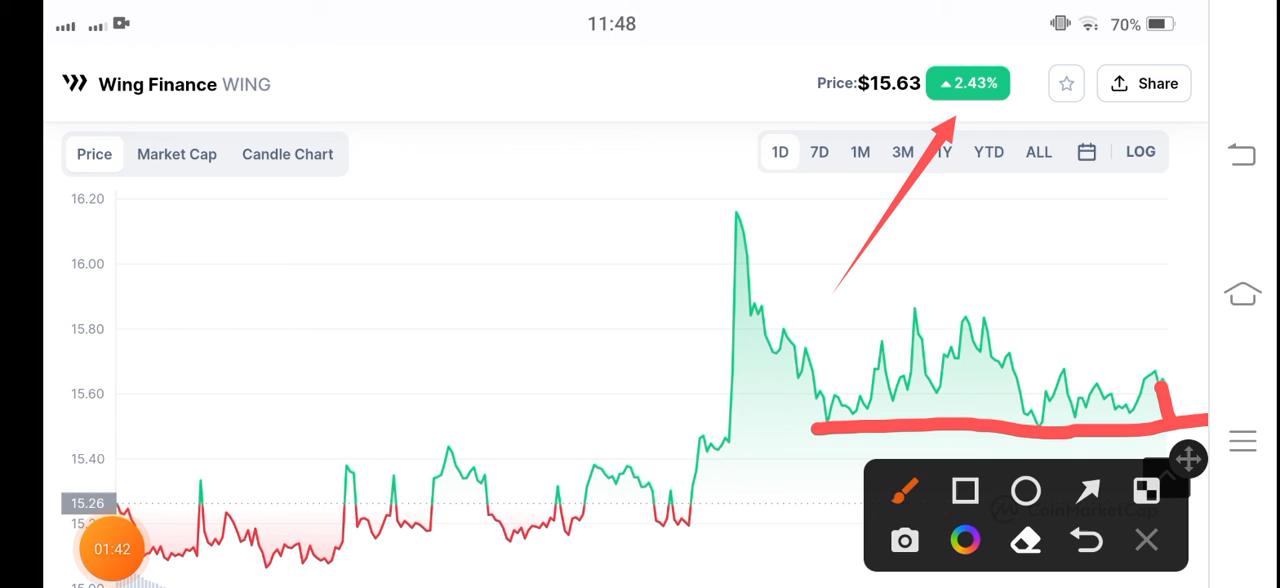 11:48
70%
Wing Finance WING
Price:$15.63
2.43%
Share
Price
Market Cap
Candle Chart
1D
7D
1M
3M
1Y
YTD
ALL
LOG
16.20
16.00
15.80
15.60
15.40
15.26
01:42
CoinMarketCap